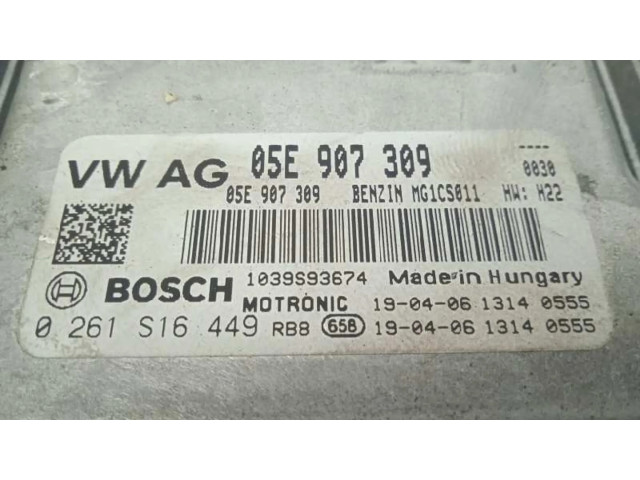 VW AG 05E 907 309 ----
0030
05E 907 309 BENZIN MG1CS011 HW: H22
BOSCH 1039S93674 Made in Hungary
MOTRONIC 19-04-06 1314 0555
0 261 S16 449 RB8 658 19-04-06 1314 0555